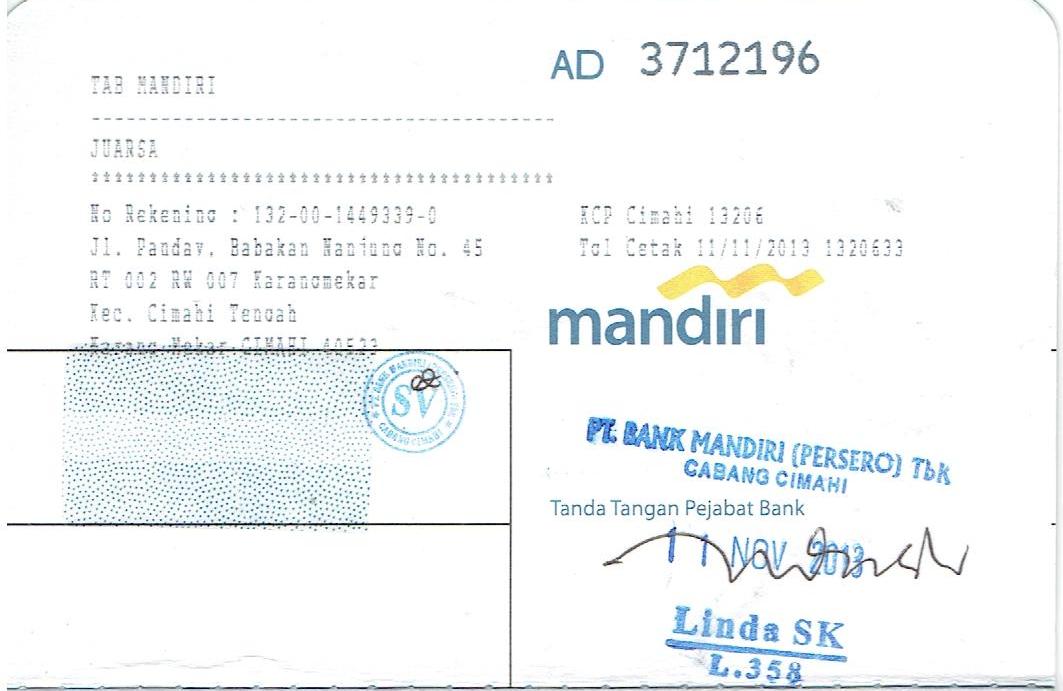 AD 3712196
TAB MANDIRI
JUARSA
No Rekening : 132-00-1449339-0
KCP Cimahi 13206
Jl. Panday, Babakan Nanjung No. 45
Tgl Cetak 11/11/2013 1320633
RT 002 RW 007 Karangmekar
Kec. Cimahi Tengah
mandiri
Karang Mekar CIMAHI 40523
PT. BANK MANDIRI (PERSERO) Tbk
CABANG CIMAHI
SV
PT. BANK MANDIRI (PERSERO) Tbk
CABANG CIMAHI
Tanda Tangan Pejabat Bank
11 NOV 2013
Linda SK
L.358